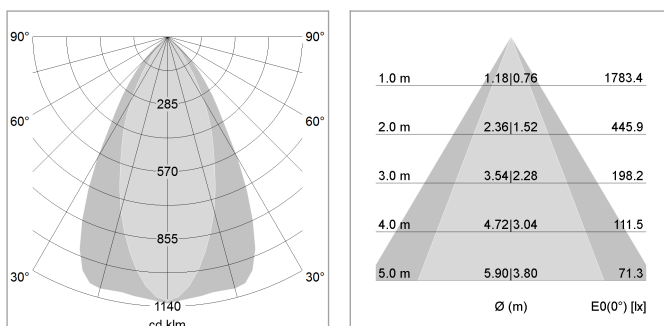 90° 90°
285
60° 60°
570
855
30° 30°
1140
cd klm
1.0 m 1.18|0.76 1783.4
2.0 m 2.36|1.52 445.9
3.0 m 3.54|2.28 198.2
4.0 m 4.72|3.04 111.5
5.0 m 5.90|3.80 71.3
Ø (m) E0(0°) [lx]